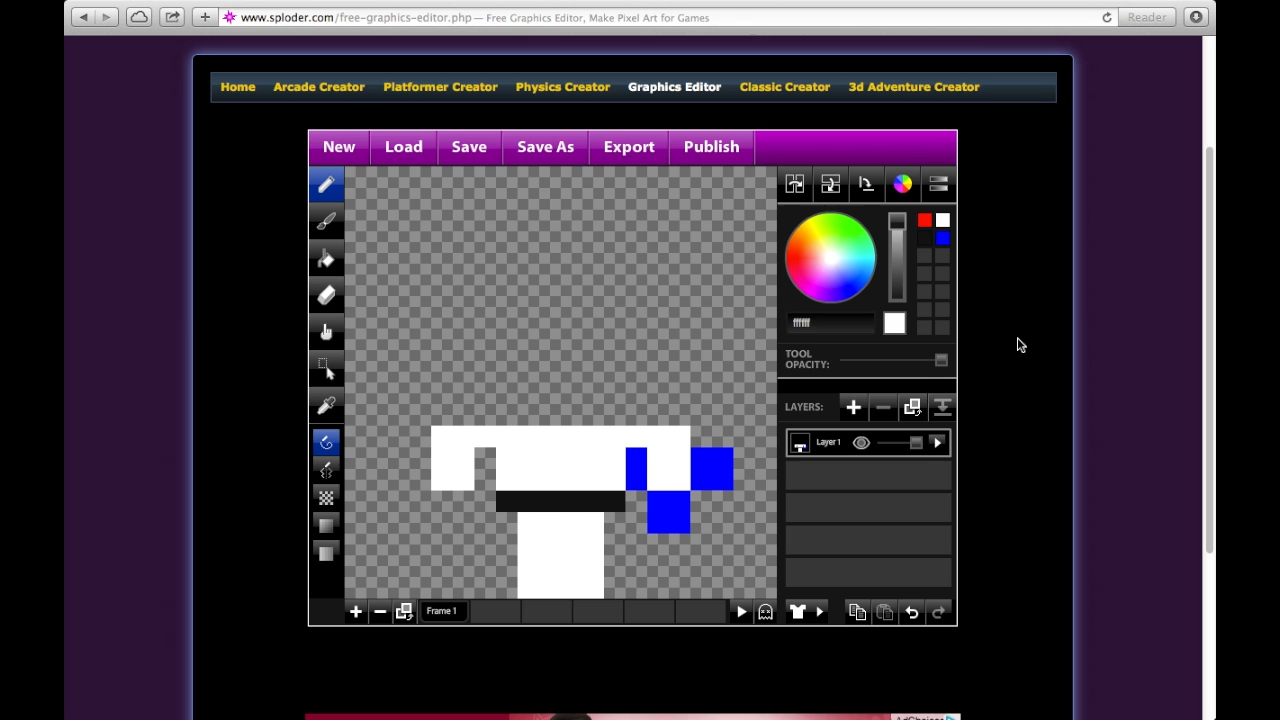 www.sploder.com/free-graphics-editor.php — Free Graphics Editor, Make Pixel Art for Games
Reader
Home Arcade Creator Platformer Creator Physics Creator Graphics Editor Classic Creator 3d Adventure Creator
New Load Save Save As Export Publish
ffffff
TOOL
OPACITY:
LAYERS:
Layer 1
Frame 1
AdChoices